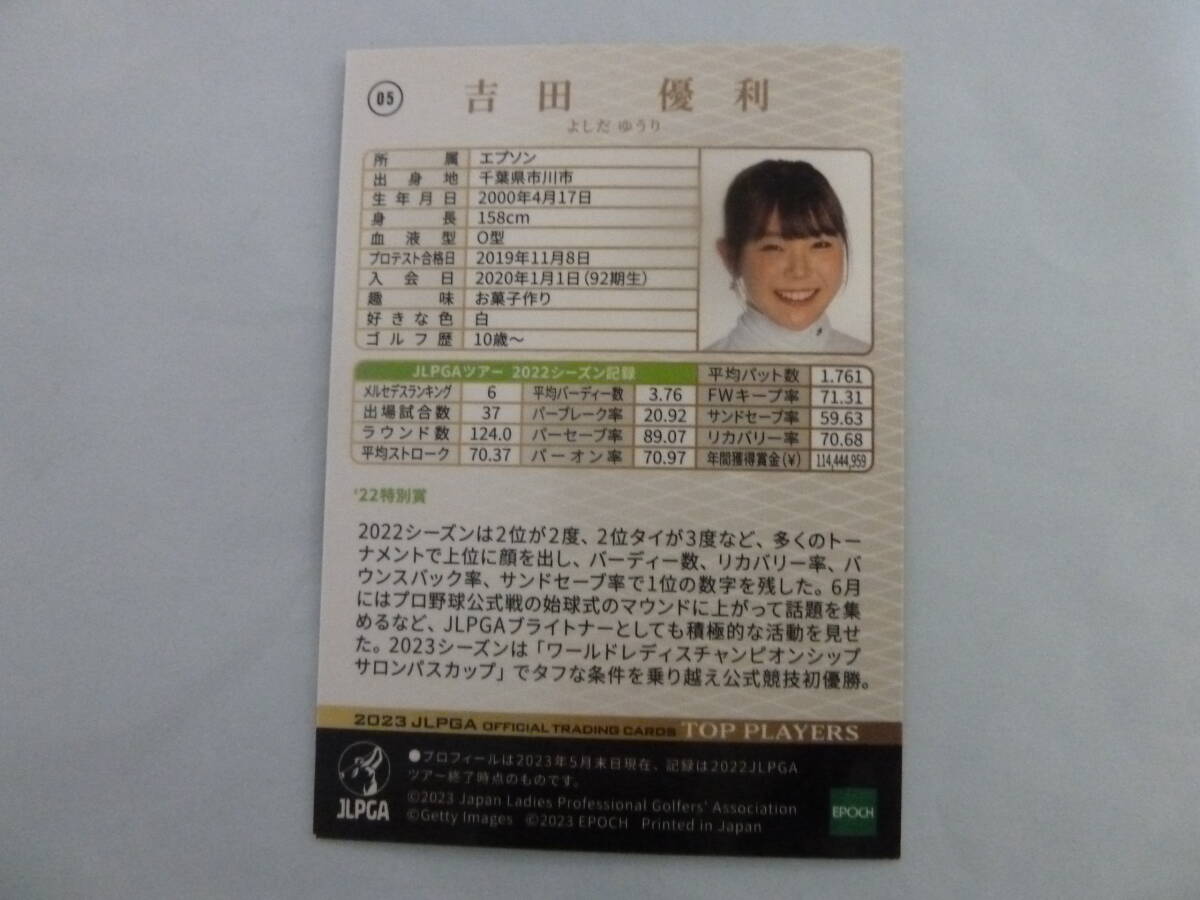 05
吉田 優利
よしだ ゆうり
所属 エプソン
出身地 千葉県市川市
生年月日 2000年4月17日
身長 158cm
血液型 O型
プロテスト合格日 2019年11月8日
入会日 2020年1月1日(92期生)
趣味 お菓子作り
好きな色 白
ゴルフ歴 10歳〜
JLPGAツアー 2022シーズン記録 平均パット数 1.761
メルセデスランキング 6 平均バーディー数 3.76 FWキープ率 71.31
出場試合数 37 パーブレーク率 20.92 サンドセーブ率 59.63
ラウンド数 124.0 パーセーブ率 89.07 リカバリー率 70.68
平均ストローク 70.37 パーオン率 70.97 年間獲得賞金(¥) 114,444,959
'22特別賞
2022シーズンは2位が2度、2位タイが3度など、多くのトー
ナメントで上位に顔を出し、バーディー数、リカバリー率、バ
ウンスバック率、サンドセーブ率で1位の数字を残した。6月
にはプロ野球公式戦の始球式のマウンドに上がって話題を集
めるなど、JLPGAブライトナーとしても積極的な活動を見せ
た。2023シーズンは「ワールドレディスチャンピオンシップ
サロンパスカップ」でタフな条件を乗り越え公式競技初優勝。
2023 JLPGA OFFICIAL TRADING CARDS TOP PLAYERS
●プロフィールは2023年5月末日現在、記録は2022JLPGA
ツアー終了時点のものです。
©2023 Japan Ladies Professional Golfers' Association
©Getty Images ©2023 EPOCH Printed in Japan
JLPGA
EPOCH